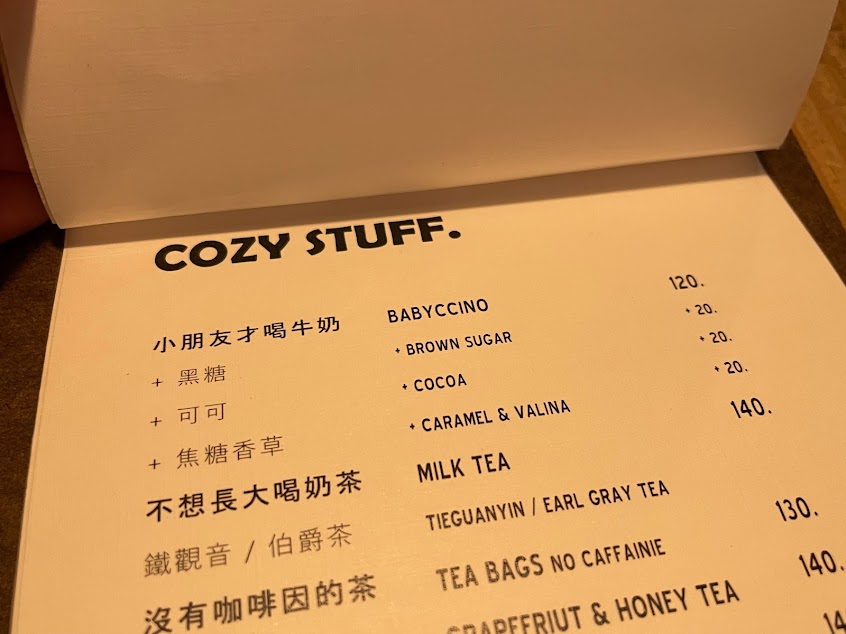 COZY STUFF.
小朋友才喝牛奶 BABYCCINO 120.
+ 黑糖 + BROWN SUGAR + 20.
+ 可可 + COCOA + 20.
+ 焦糖香草 + CARAMEL & VALINA + 20.
不想長大喝奶茶 MILK TEA 140.
鐵觀音 / 伯爵茶 TIEGUANYIN / EARL GRAY TEA
沒有咖啡因的茶 TEA BAGS NO CAFFAINIE 130.
GRAPEFRIUT & HONEY TEA 140.